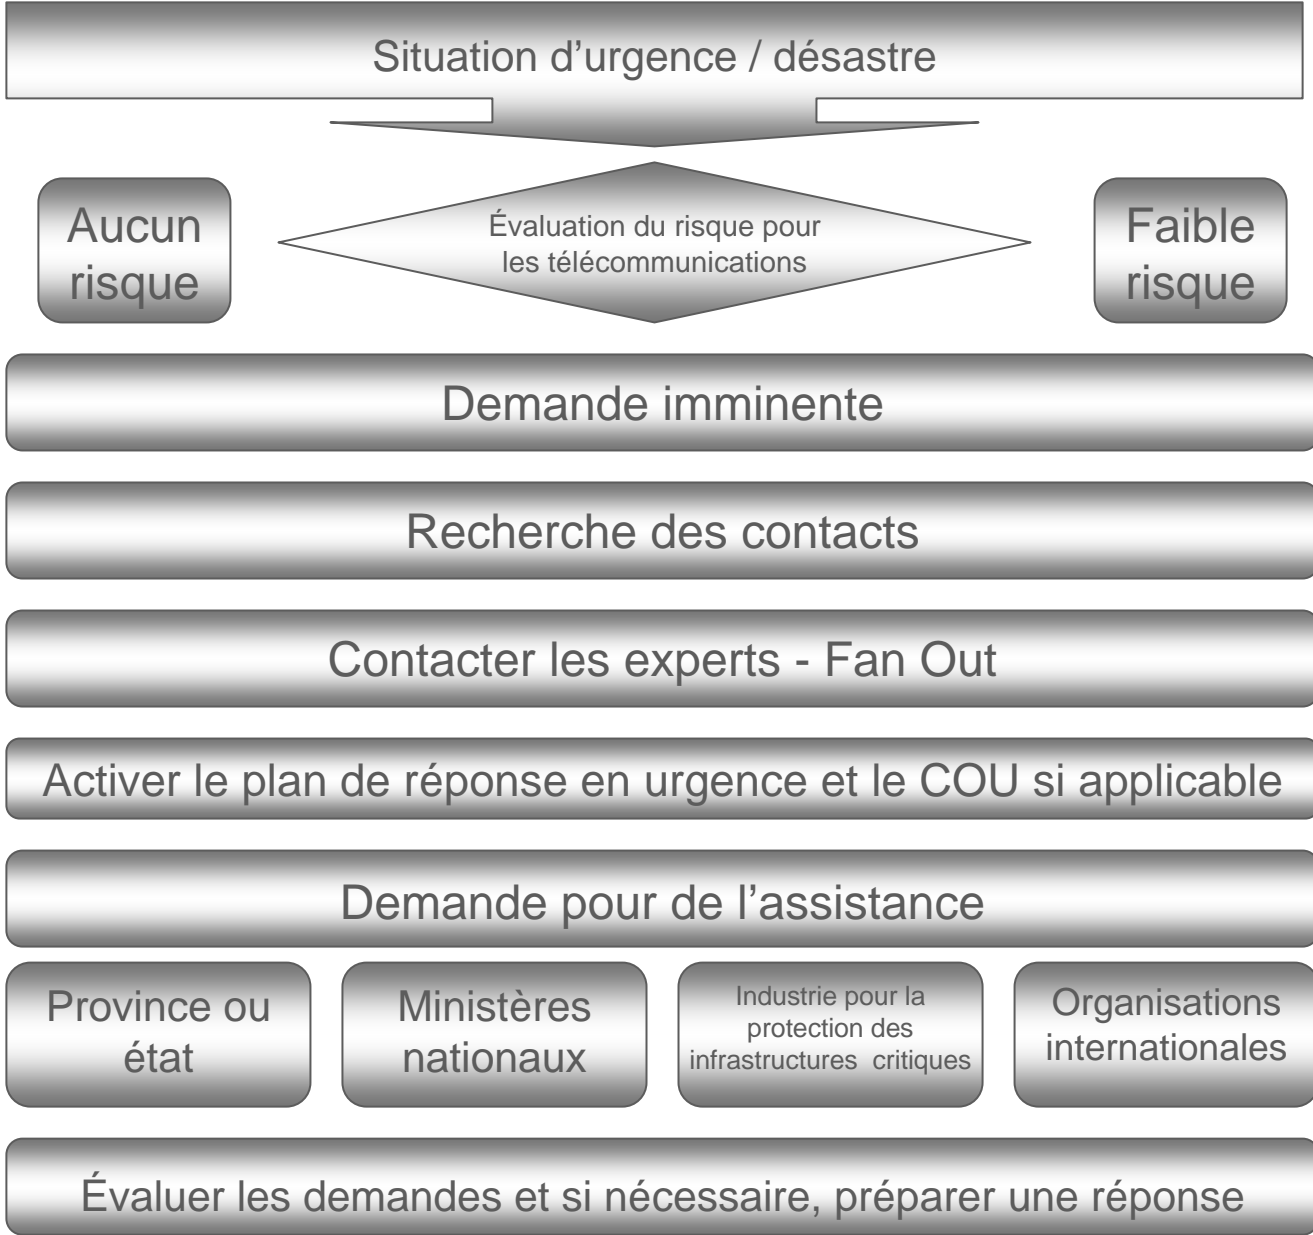 Situation d’urgence / désastre
Aucun
risque
Évaluation du risque pour
les télécommunications
Faible
risque
Demande imminente
Recherche des contacts
Contacter les experts - Fan Out
Activer le plan de réponse en urgence et le COU si applicable
Demande pour de l’assistance
Province ou
état
Ministères
nationaux
Industrie pour la
protection des
infrastructures critiques
Organisations
internationales
Évaluer les demandes et si nécessaire, préparer une réponse